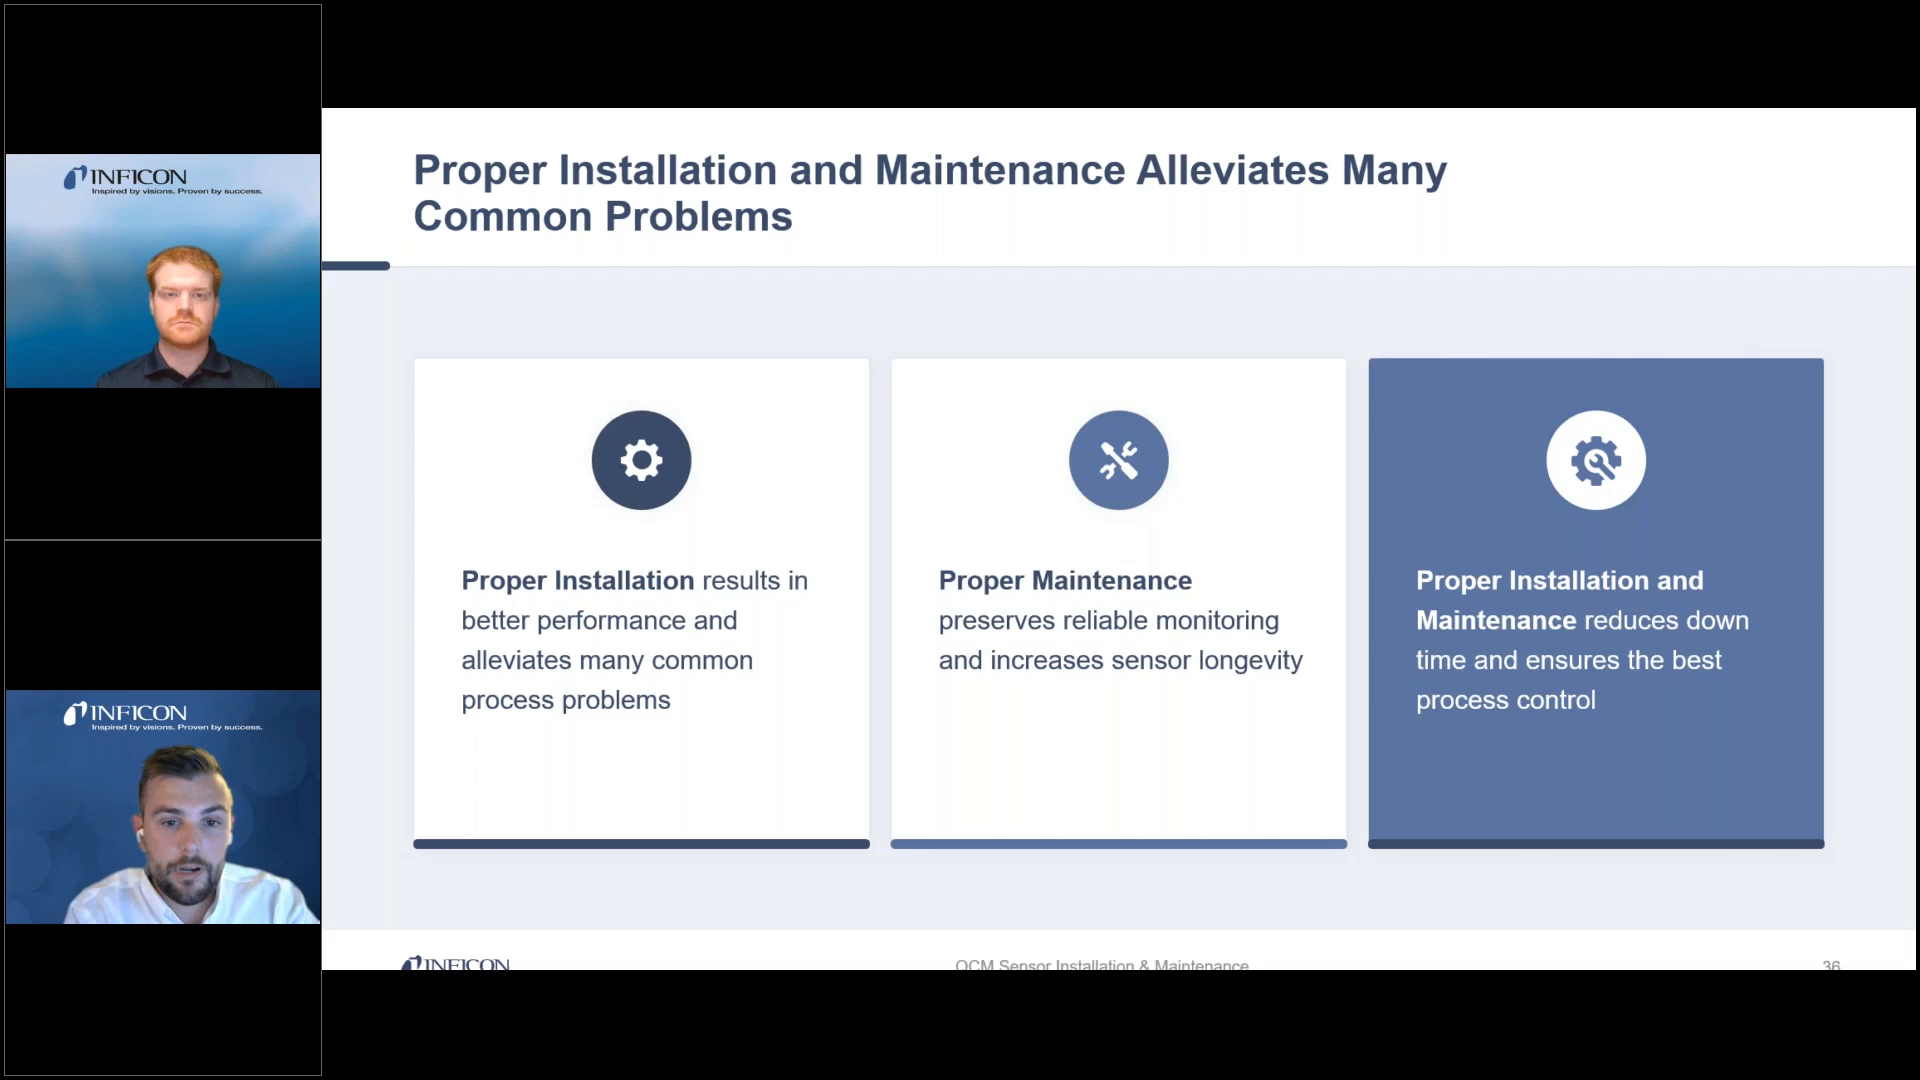 INFICON
Inspired by visions. Proven by success.
Proper Installation and Maintenance Alleviates Many
Common Problems
Proper Installation results in
better performance and
alleviates many common
process problems
Proper Maintenance
preserves reliable monitoring
and increases sensor longevity
Proper Installation and
Maintenance reduces down
time and ensures the best
process control
INFICON
Inspired by visions. Proven by success.
INFICON
QCM Sensor Installation & Maintenance
36